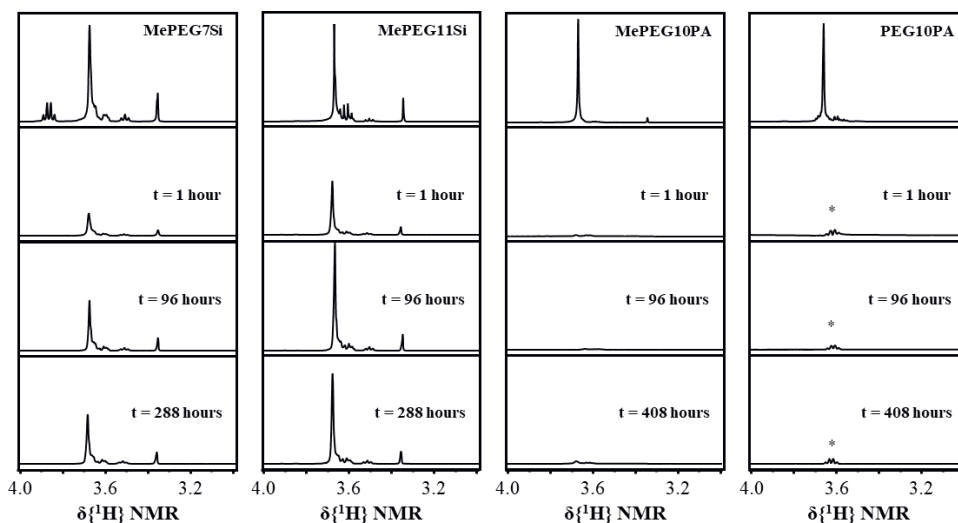 MePEG7Si
t = 1 hour
t = 96 hours
t = 288 hours
4.0 3.6 3.2
δ{¹H} NMR
MePEG11Si
t = 1 hour
t = 96 hours
t = 288 hours
4.0 3.6 3.2
δ{¹H} NMR
MePEG10PA
t = 1 hour
t = 96 hours
t = 408 hours
4.0 3.6 3.2
δ{¹H} NMR
PEG10PA
t = 1 hour
*
t = 96 hours
*
t = 408 hours
*
4.0 3.6 3.2
δ{¹H} NMR